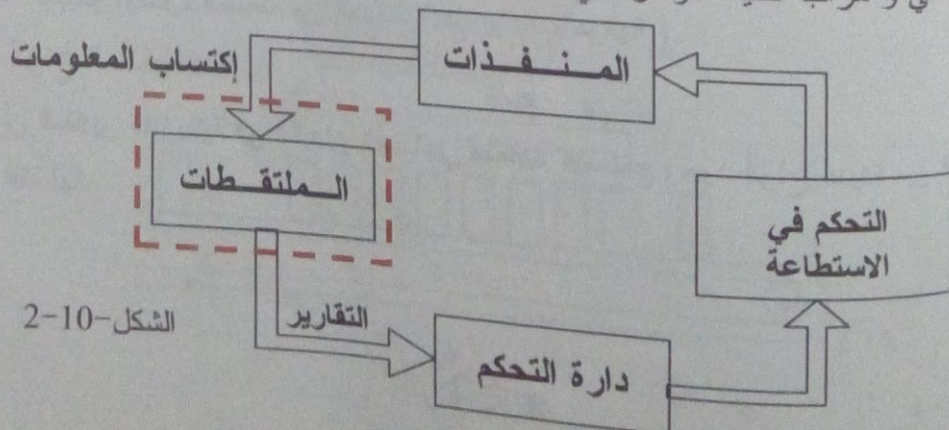 المنفذات
إكتساب المعلومات
الملتقطات
التحكم في
الاستطاعة
التقارير
الشكل-10-2
دارة التحكم